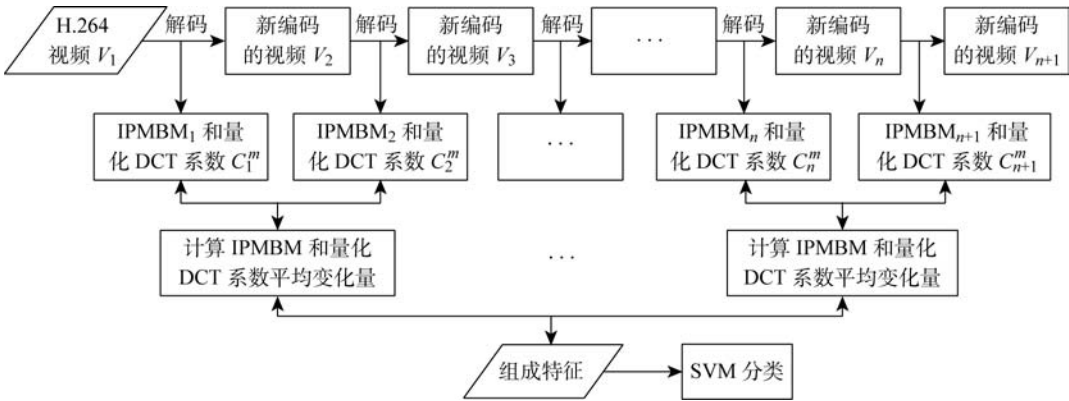 H.264
视频 V₁
解码
新编码
的视频 V₂
解码
新编码
的视频 V₃
解码
···
解码
新编码
的视频 Vₙ
新编码
的视频 Vₙ₊₁
IPMBM₁ 和量
化 DCT 系数 C₁ᵐ
IPMBM₂ 和量
化 DCT 系数 C₂ᵐ
···
IPMBMₙ 和量
化 DCT 系数 Cₙᵐ
IPMBMₙ₊₁ 和量
化 DCT 系数 Cₙ₊₁ᵐ
计算 IPMBM 和量化
DCT 系数平均变化量
···
计算 IPMBM 和量化
DCT 系数平均变化量
组成特征
SVM 分类